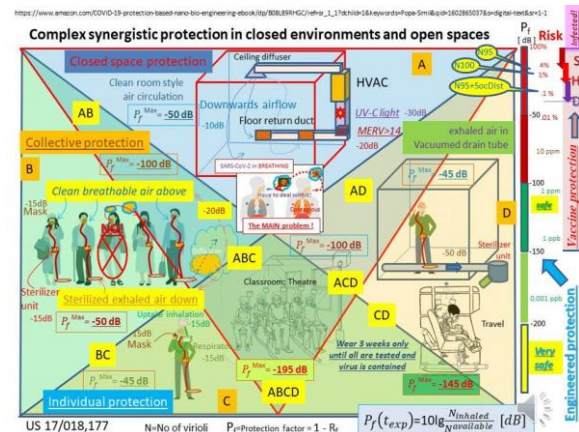 https://www.amazon.com/COVID-19-protection-based-nano-bio-engineering-ebook/dp/B08L89RHGC/ref=sr_1_1?dchild=1&keywords=Popa-Simil&qid=1602865037&s=digital-text&sr=1-1
Complex synergistic protection in closed environments and open spaces
Pf
[dB]
Risk
Infected!
Closed space protection
Ceiling diffuser
A
N95
N100
N95+SocDist
100%
4%
1%
.1 %
S
H
Clean room style
air circulation
HVAC
Pf Max = -50 dB
Downwards airflow
-10dB
Floor return duct
UV-C light
-30dB
MERV>14
-20dB
-50
.01 %
AB
Collective protection
Pf Max = -100 dB
exhaled air in
Vacuumed drain tube
10 ppm
Vaccine protection
B
SARS-CoV-2 in BREATHING
The MAIN problem !
AD
Pf Max = -45 dB
-100
1 ppm
safe
Clean breathable air above
-15dB
Mask
-15dB
-20dB
NO!
D
Pf Max = -100 dB
-50 dB
Sterilizer
unit
-150
1 ppb
ABC
Classroom; Theatre
ACD
Sterilizer
unit
-15dB
Sterilized exhaled air down
Pf Max = -50 dB
Uptake inhalation
-15dB
CD
Travel
0.001 ppb
-200
Engineered protection
BC
-15dB
Mask
Respirator
-15dB
Wear 3 weeks only
until all are tested and
virus is contained
Pf Max = -45 dB
Pf Max = -195 dB
Pf Max = -145 dB
Very
safe
Individual protection
C
ABCD
US 17/018,177
N=No of virioli
Pf=Protection factor = 1 - Rf
Pf(texp)=10lg Ninhaled/Navailable [dB]